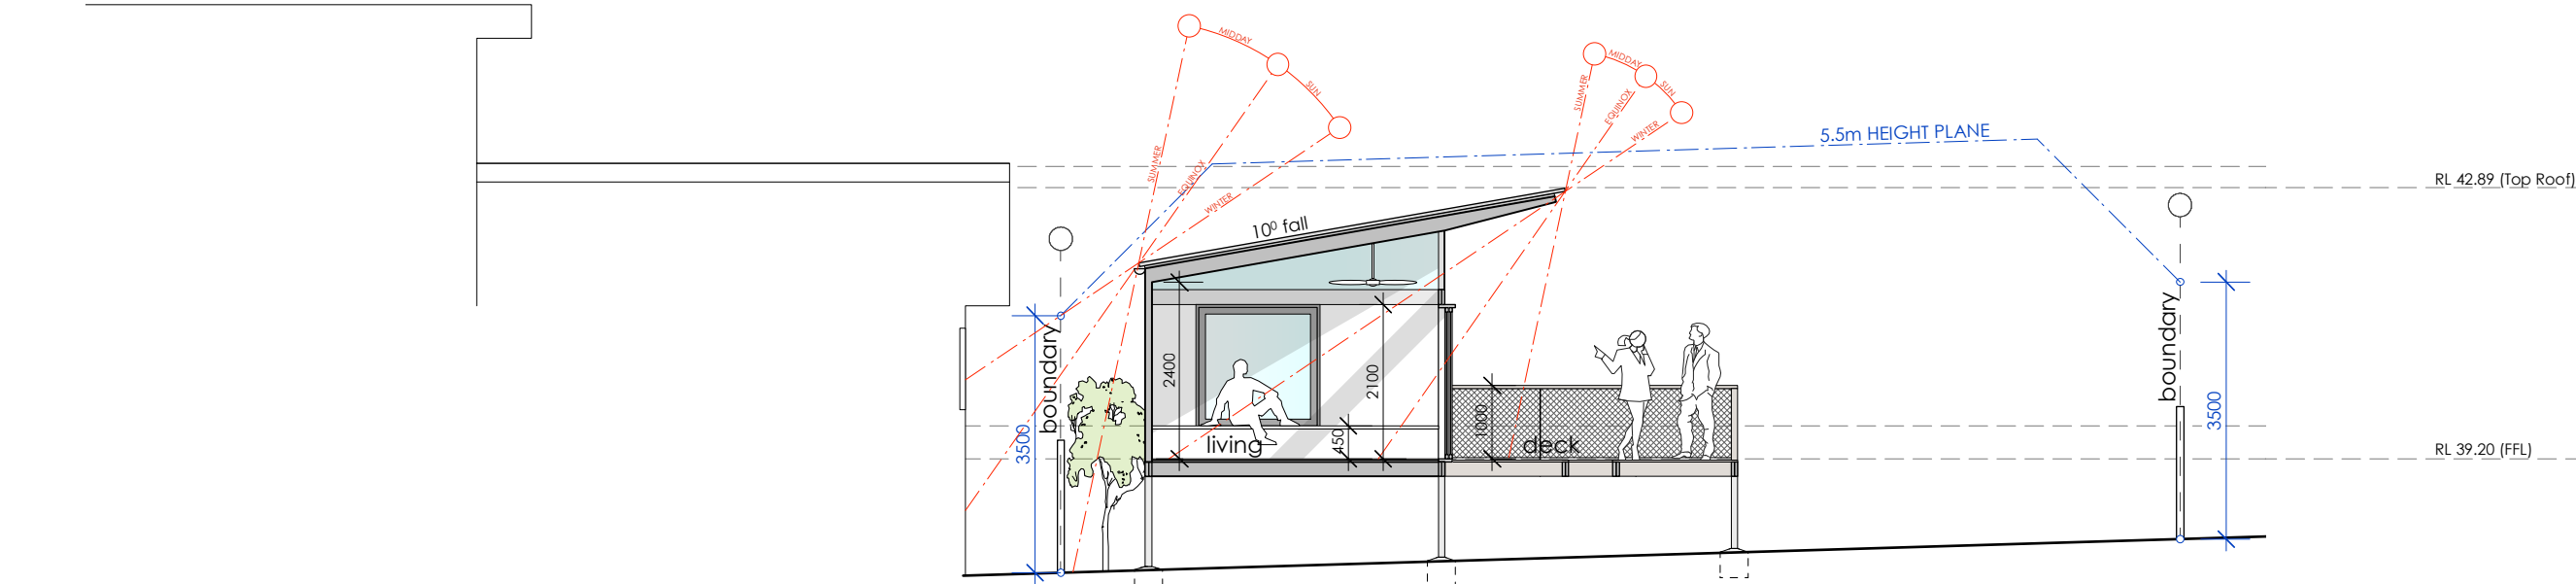 MIDDAY
SUN
SUMMER
EQUINOX
WINTER
MIDDAY
SUN
SUMMER
EQUINOX
WINTER
5.5m HEIGHT PLANE
RL 42.89 (Top Roof)
10⁰ fall
boundary
3500
2400
2100
450
1000
living
deck
boundary
3500
RL 39.20 (FFL)